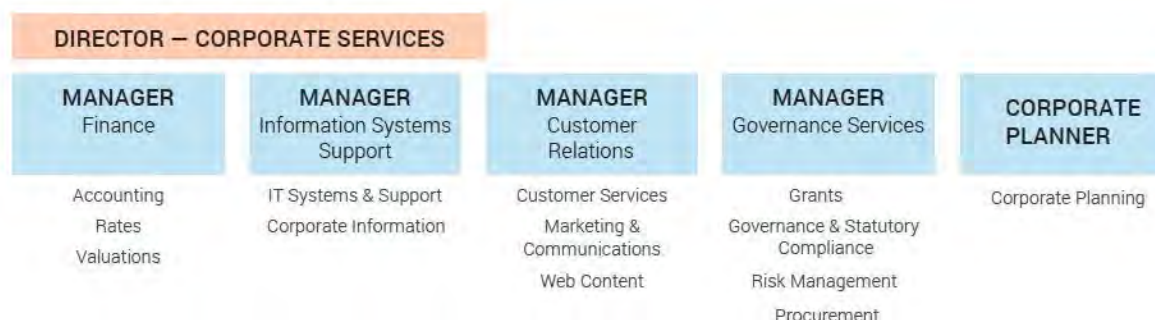 DIRECTOR — CORPORATE SERVICES
MANAGER
Finance
Accounting
Rates
Valuations
MANAGER
Information Systems
Support
IT Systems & Support
Corporate Information
MANAGER
Customer
Relations
Customer Services
Marketing &
Communications
Web Content
MANAGER
Governance Services
Grants
Governance & Statutory
Compliance
Risk Management
Procurement
CORPORATE
PLANNER
Corporate Planning